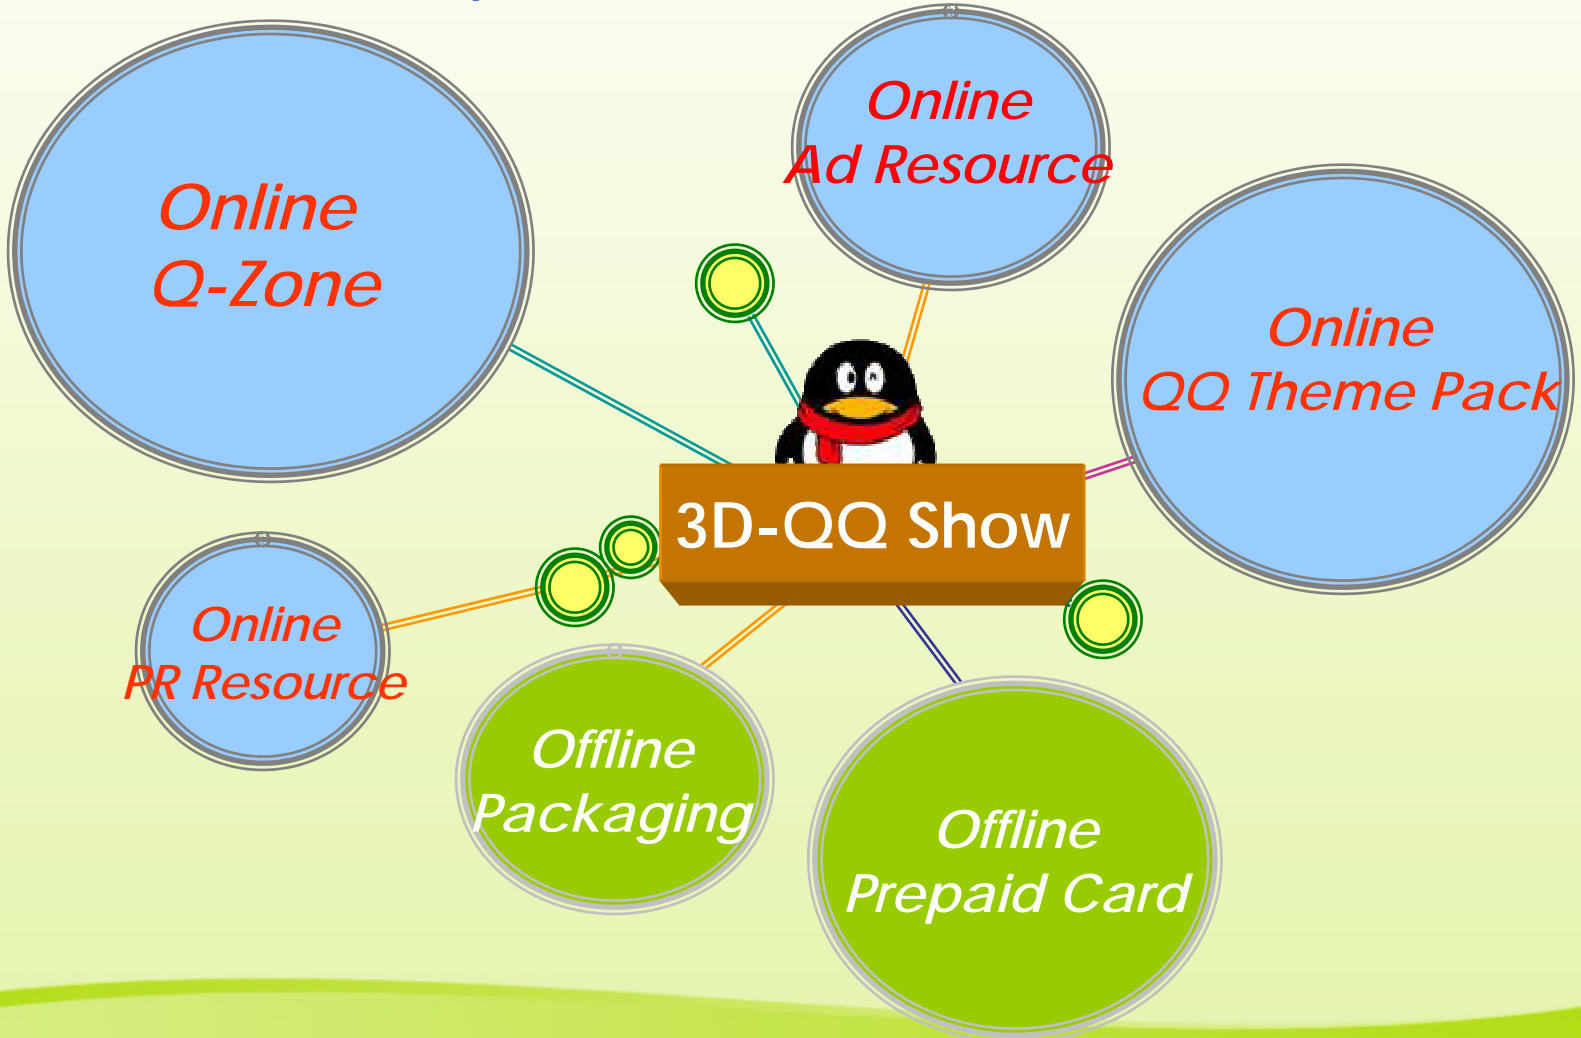 Online
Ad Resource
Online
Q-Zone
Online
QQ Theme Pack
3D-QQ Show
Online
PR Resource
Offline
Packaging
Offline
Prepaid Card